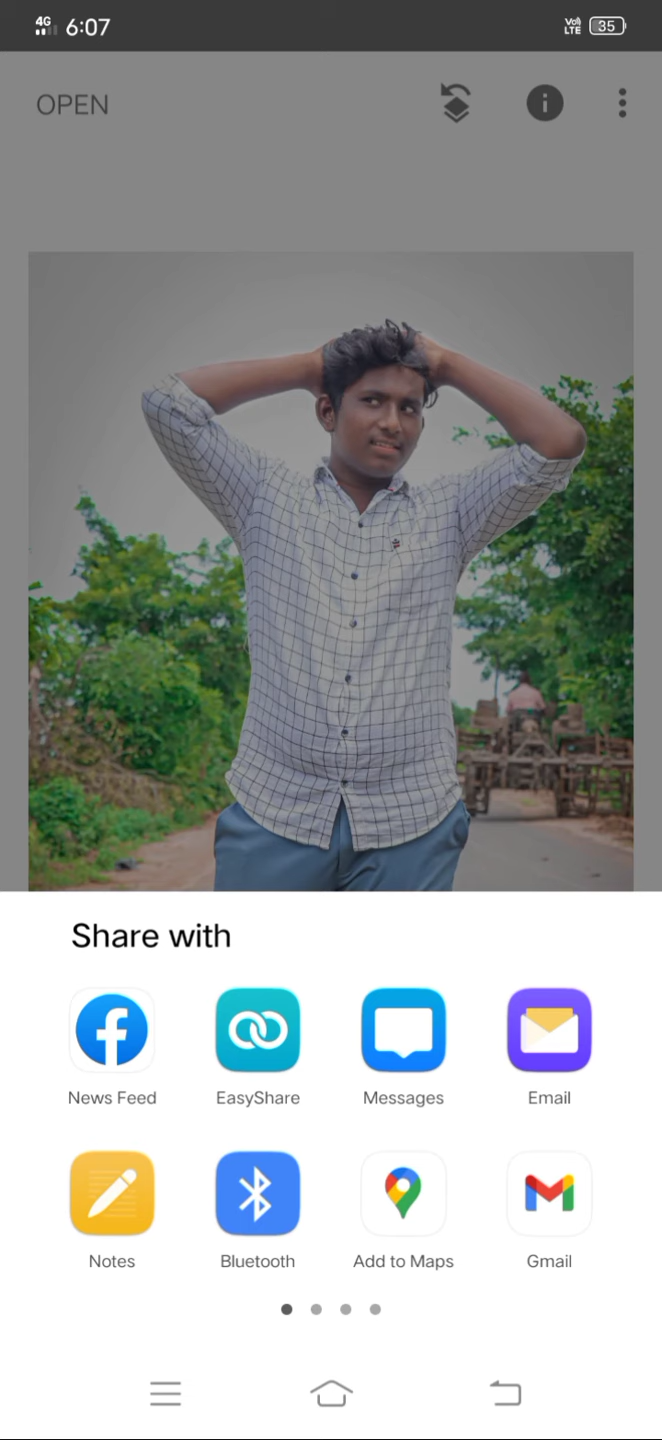 4G 6:07 Vo) LTE 35
OPEN
Share with
News Feed EasyShare Messages Email
Notes Bluetooth Add to Maps Gmail